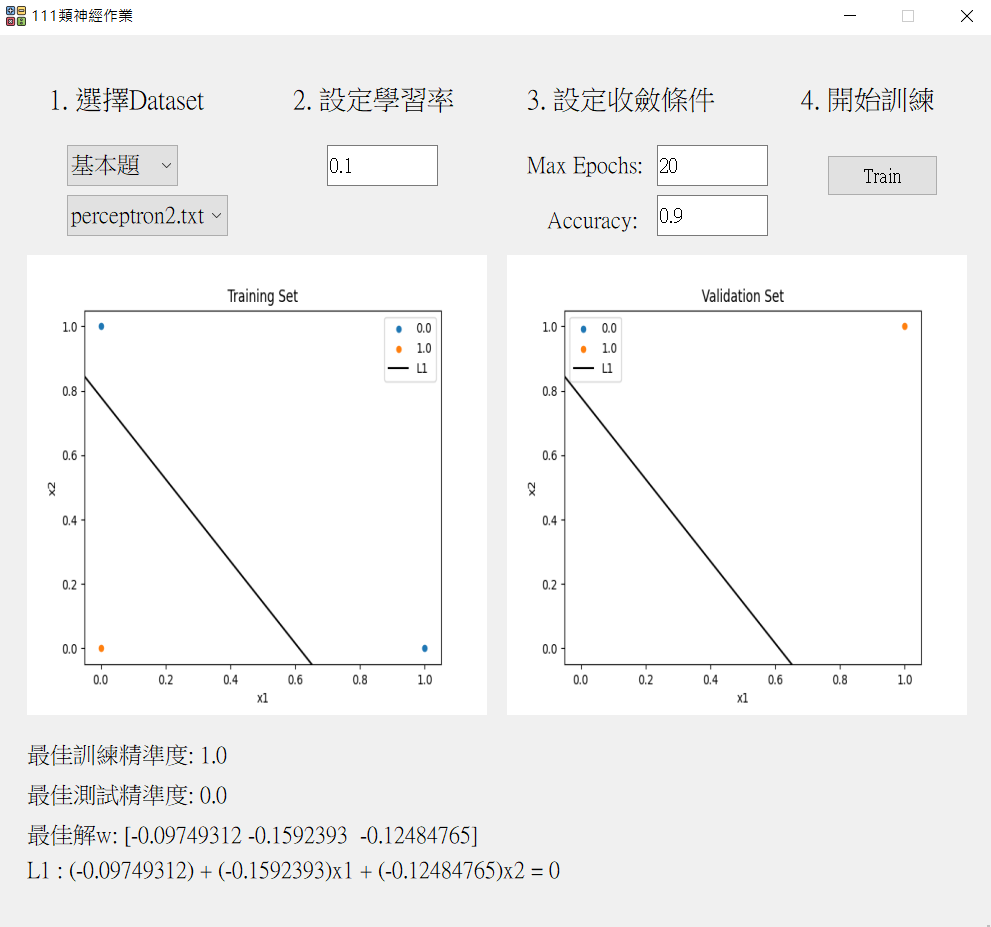 111類神經作業
1. 選擇Dataset
2. 設定學習率
3. 設定收斂條件
4. 開始訓練
基本題
perceptron2.txt
0.1
Max Epochs: 20
Accuracy: 0.9
Train
Training Set
0.0
1.0
L1
1.0
0.8
0.6
0.4
0.2
0.0
x2
0.0 0.2 0.4 0.6 0.8 1.0
x1
Validation Set
0.0
1.0
L1
1.0
0.8
0.6
0.4
0.2
0.0
x2
0.0 0.2 0.4 0.6 0.8 1.0
x1
最佳訓練精準度: 1.0
最佳測試精準度: 0.0
最佳解w: [-0.09749312 -0.1592393 -0.12484765]
L1 : (-0.09749312) + (-0.1592393)x1 + (-0.12484765)x2 = 0